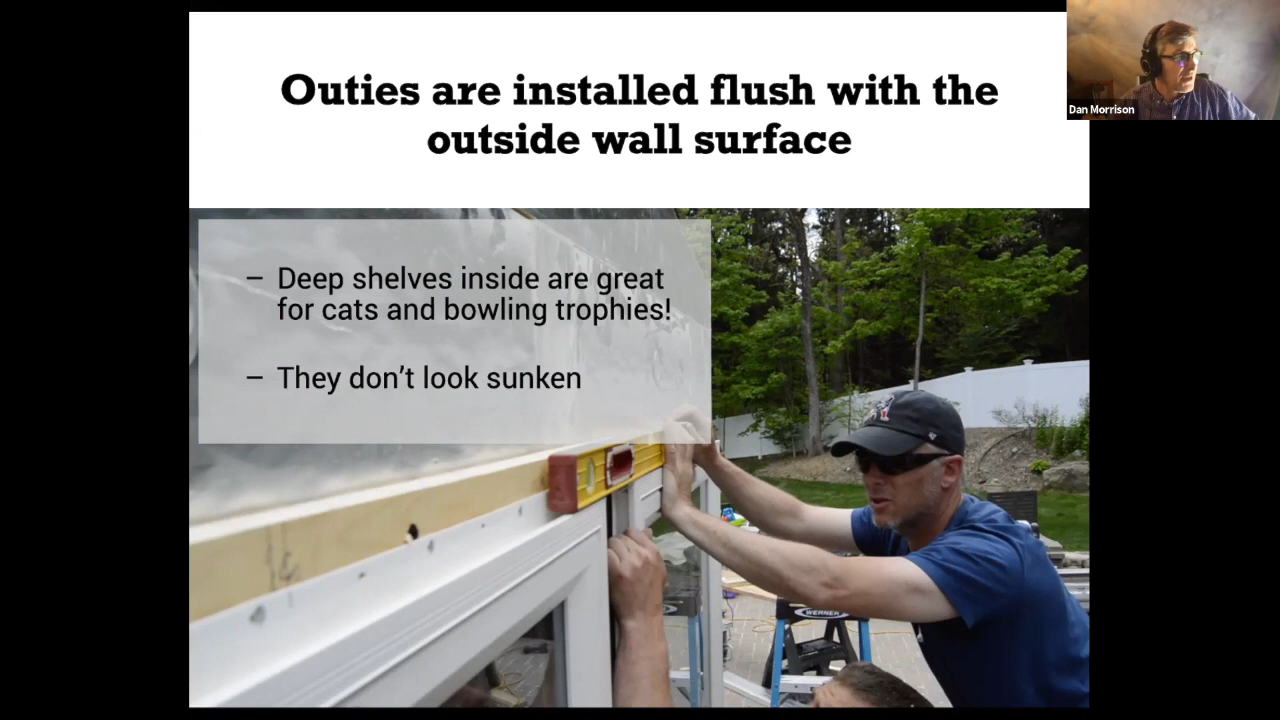 Outies are installed flush with the
outside wall surface
Dan Morrison
– Deep shelves inside are great
for cats and bowling trophies!
– They don’t look sunken
WERNER